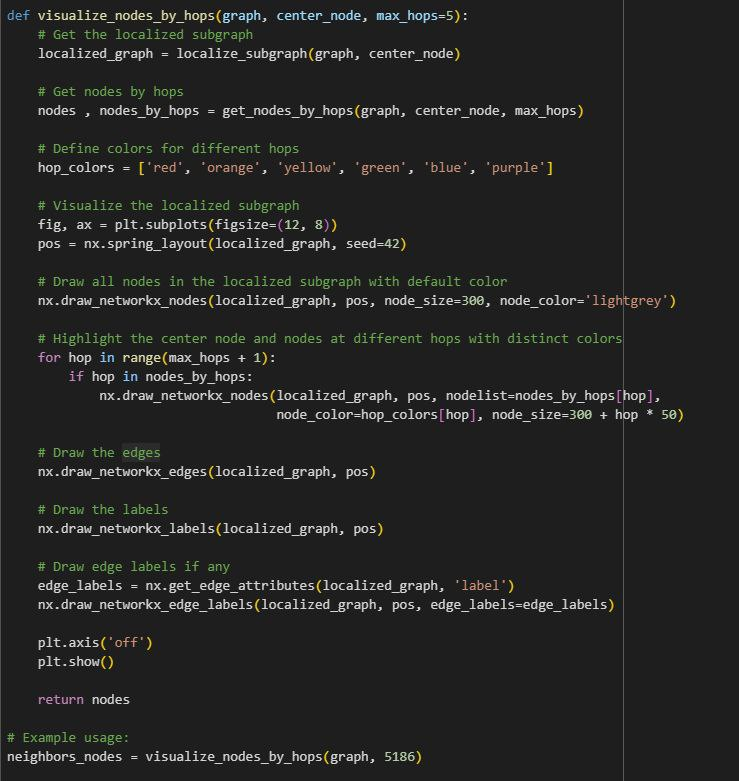 def visualize_nodes_by_hops(graph, center_node, max_hops=5):
    # Get the localized subgraph
    localized_graph = localize_subgraph(graph, center_node)

    # Get nodes by hops
    nodes , nodes_by_hops = get_nodes_by_hops(graph, center_node, max_hops)

    # Define colors for different hops
    hop_colors = ['red', 'orange', 'yellow', 'green', 'blue', 'purple']

    # Visualize the localized subgraph
    fig, ax = plt.subplots(figsize=(12, 8))
    pos = nx.spring_layout(localized_graph, seed=42)

    # Draw all nodes in the localized subgraph with default color
    nx.draw_networkx_nodes(localized_graph, pos, node_size=300, node_color='lightgrey')

    # Highlight the center node and nodes at different hops with distinct colors
    for hop in range(max_hops + 1):
        if hop in nodes_by_hops:
            nx.draw_networkx_nodes(localized_graph, pos, nodelist=nodes_by_hops[hop],
                                   node_color=hop_colors[hop], node_size=300 + hop * 50)

    # Draw the edges
    nx.draw_networkx_edges(localized_graph, pos)

    # Draw the labels
    nx.draw_networkx_labels(localized_graph, pos)

    # Draw edge labels if any
    edge_labels = nx.get_edge_attributes(localized_graph, 'label')
    nx.draw_networkx_edge_labels(localized_graph, pos, edge_labels=edge_labels)

    plt.axis('off')
    plt.show()

    return nodes

# Example usage:
neighbors_nodes = visualize_nodes_by_hops(graph, 5186)